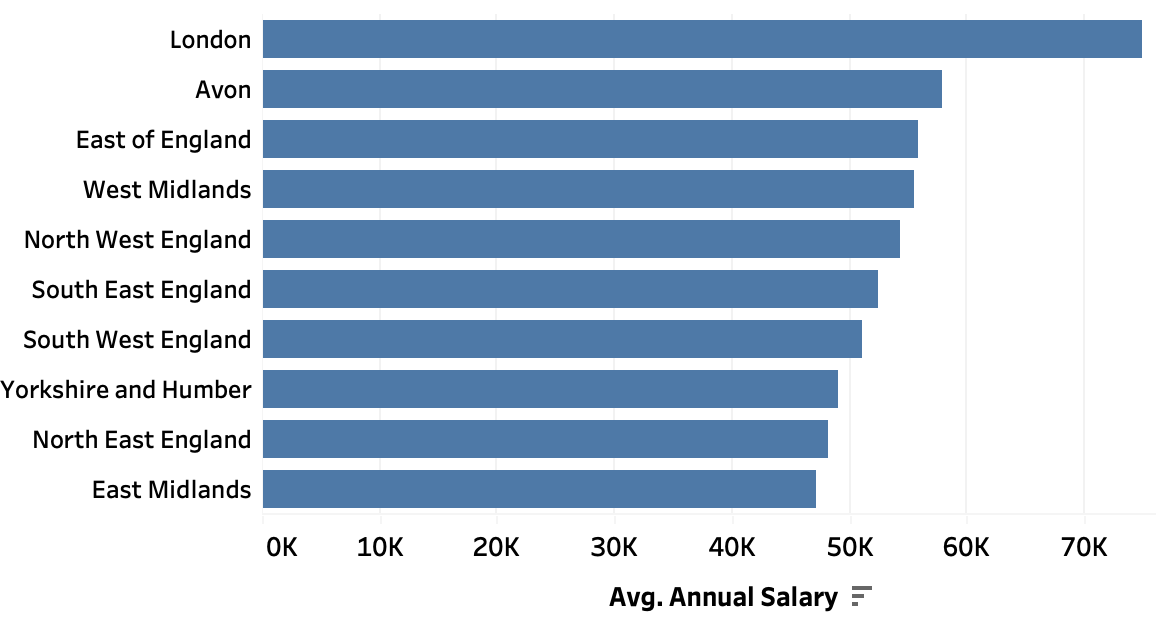 London
Avon
East of England
West Midlands
North West England
South East England
South West England
Yorkshire and Humber
North East England
East Midlands
0K 10K 20K 30K 40K 50K 60K 70K
Avg. Annual Salary